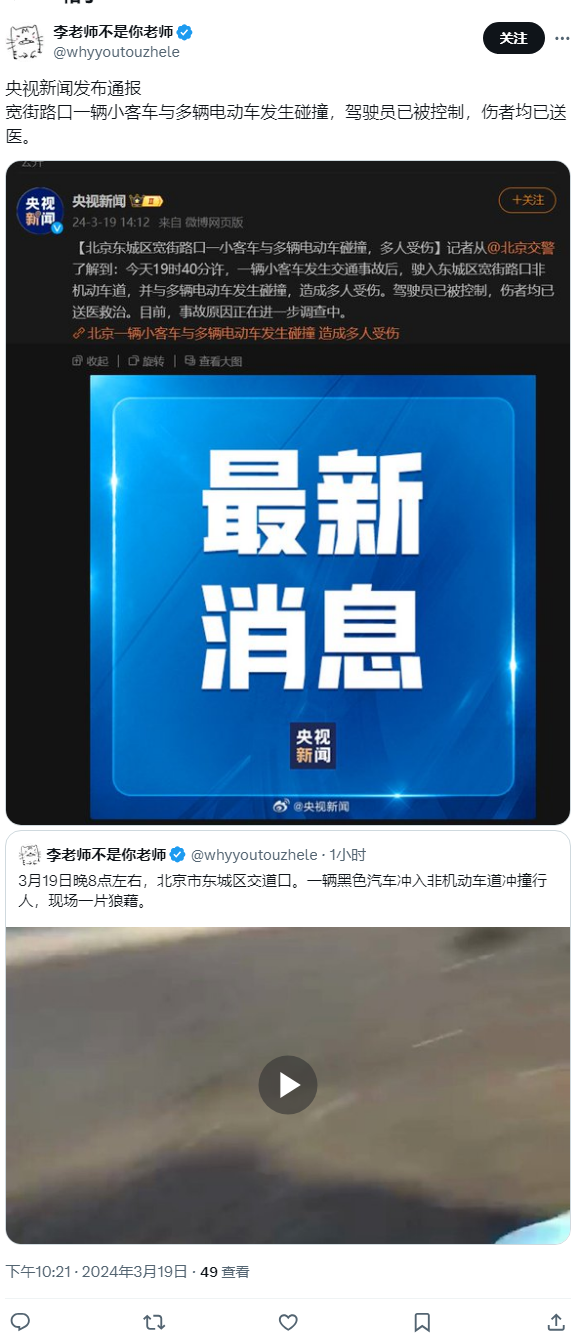 李老师不是你老师
关注
@whyyoutouzhele
央视新闻发布通报
宽街路口一辆小客车与多辆电动车发生碰撞，驾驶员已被控制，伤者均已送
医。
央视
新闻
央视新闻
II
+关注
24-3-19 14:12 来自 微博网页版
【北京东城区宽街路口一小客车与多辆电动车碰撞，多人受伤】记者从@北京交警
了解到：今天19时40分许，一辆小客车发生交通事故后，驶入东城区宽街路口非
机动车道，并与多辆电动车发生碰撞，造成多人受伤。驾驶员已被控制，伤者均已
送医救治。目前，事故原因正在进一步调查中。
北京一辆小客车与多辆电动车发生碰撞 造成多人受伤
收起 | 旋转 | 查看大图
最新
消息
央视
新闻
@央视新闻
李老师不是你老师 @whyyoutouzhele · 1小时
3月19日晚8点左右，北京市东城区交道口。一辆黑色汽车冲入非机动车道冲撞行
人，现场一片狼藉。
下午10:21 · 2024年3月19日 · 49 查看